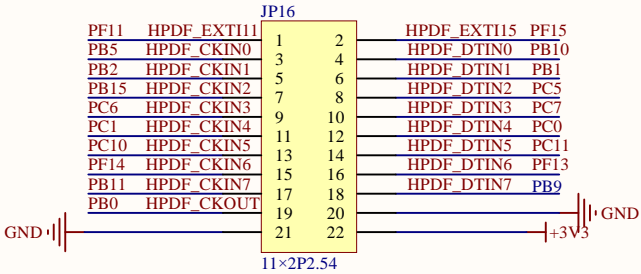 JP16
PF11 HPDF_EXTI11 1 2 HPDF_EXTI15 PF15
PB5 HPDF_CKIN0 3 4 HPDF_DTIN0 PB10
PB2 HPDF_CKIN1 5 6 HPDF_DTIN1 PB1
PB15 HPDF_CKIN2 7 8 HPDF_DTIN2 PC5
PC6 HPDF_CKIN3 9 10 HPDF_DTIN3 PC7
PC1 HPDF_CKIN4 11 12 HPDF_DTIN4 PC0
PC10 HPDF_CKIN5 13 14 HPDF_DTIN5 PC11
PF14 HPDF_CKIN6 15 16 HPDF_DTIN6 PF13
PB11 HPDF_CKIN7 17 18 HPDF_DTIN7 PB9
PB0 HPDF_CKOUT 19 20 GND
GND 21 22 +3V3
11×2P2.54